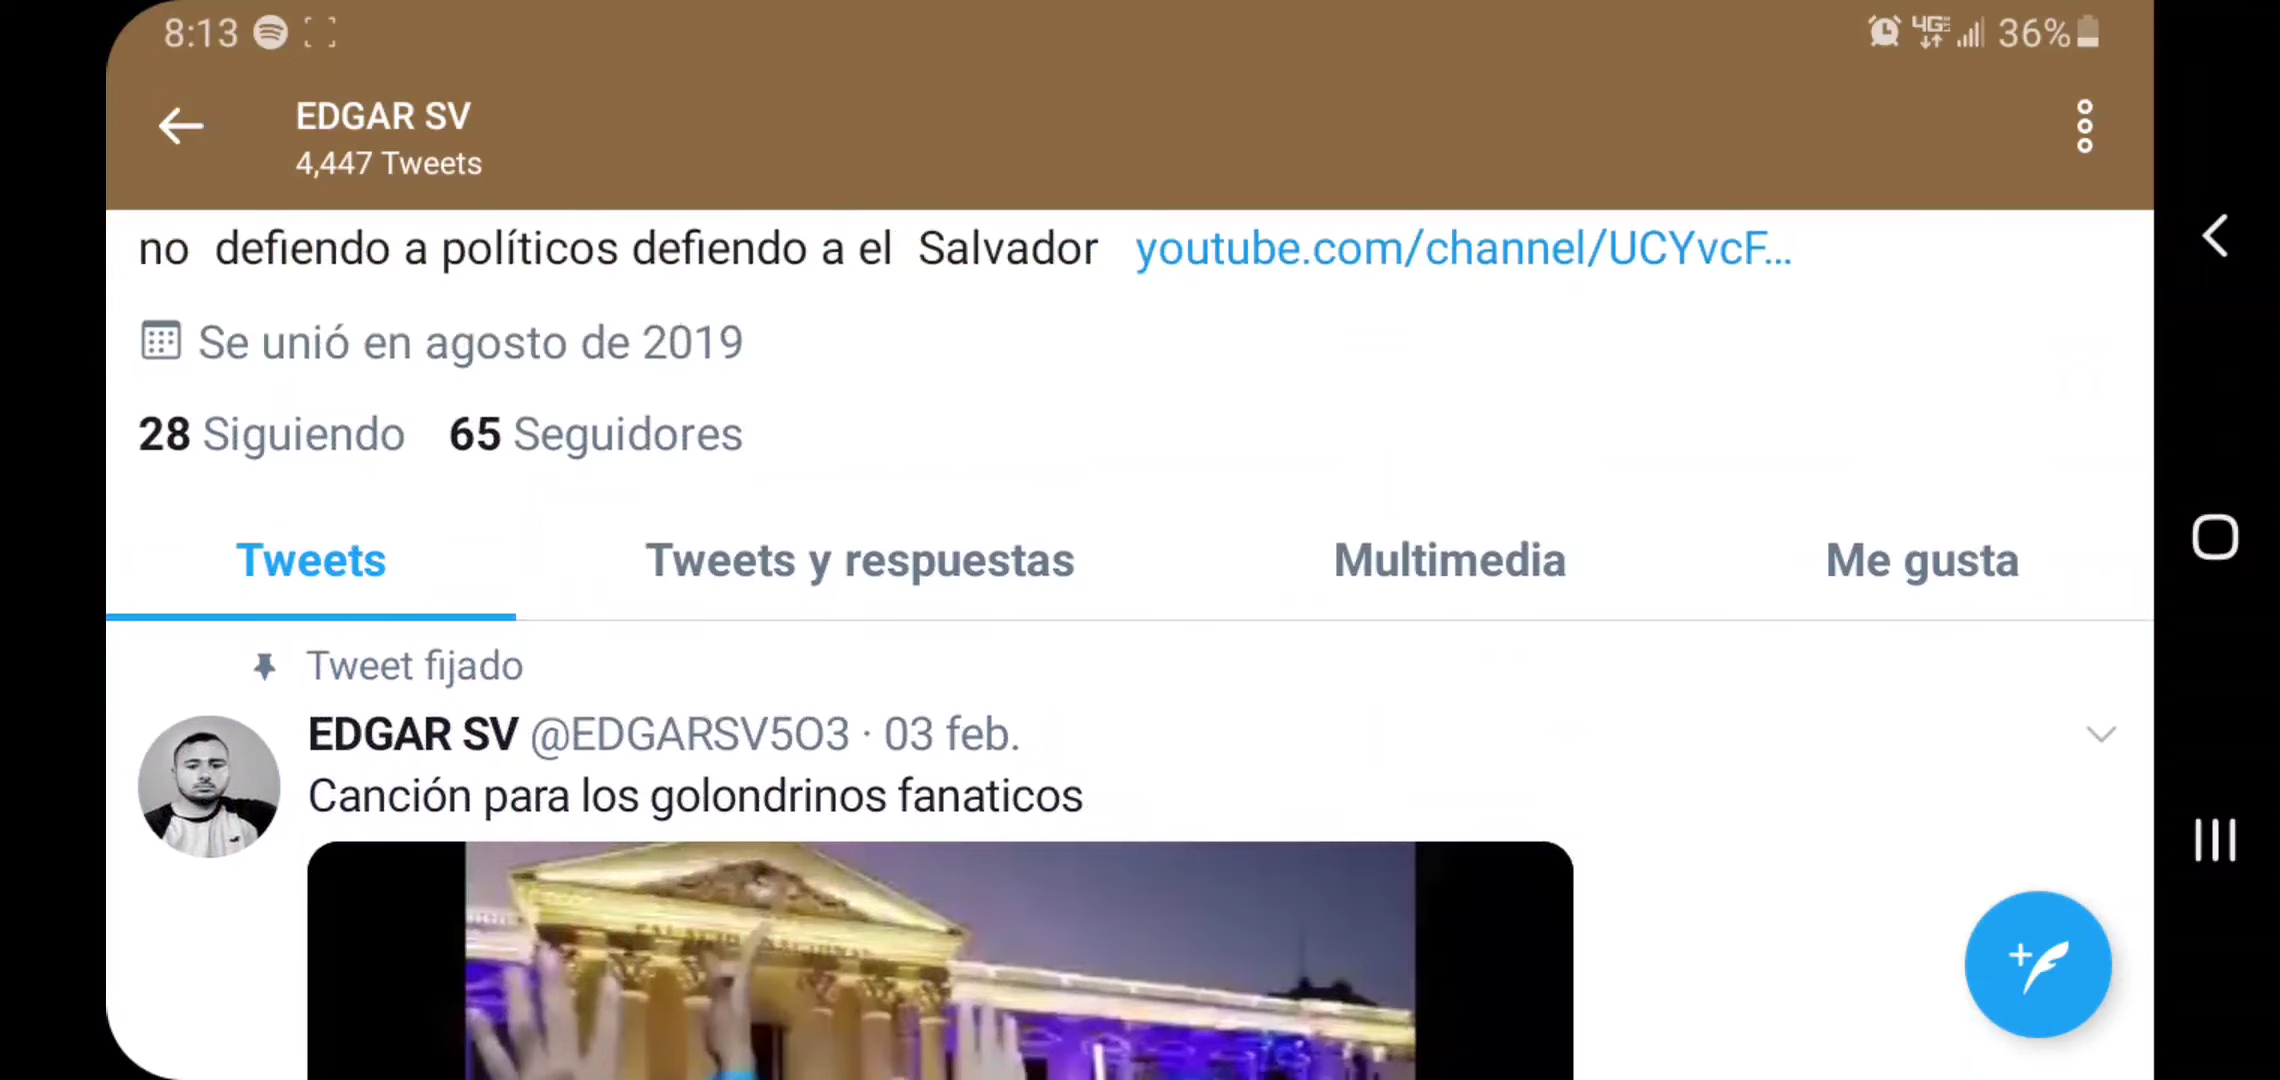 8:13 4G 36%
EDGAR SV
4,447 Tweets
no defiendo a políticos defiendo a el Salvador youtube.com/channel/UCYvcF...
Se unió en agosto de 2019
28 Siguiendo 65 Seguidores
Tweets Tweets y respuestas Multimedia Me gusta
Tweet fijado
EDGAR SV @EDGARSV5O3 · 03 feb.
Canción para los golondrinos fanaticos